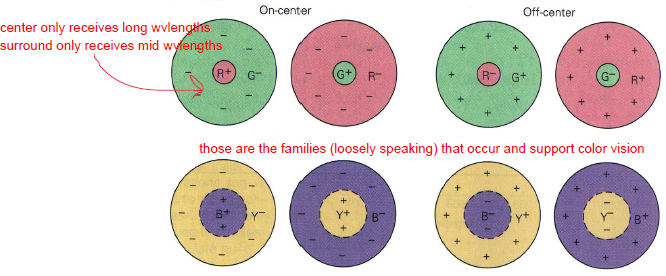 On-center
Off-center
center only receives long wvlengths
surround only receives mid wvlengths
R+ G−
G+ R−
R− G+
G− R+
those are the families (loosely speaking) that occur and support color vision
B+ Y−
Y+ B−
B− Y+
Y− B+